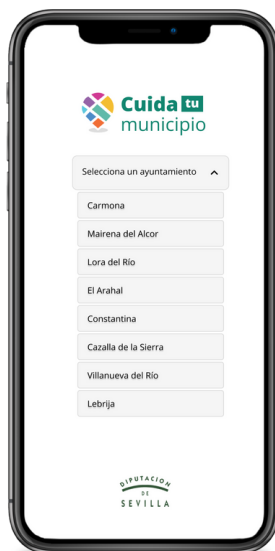 Cuida tu
municipio
Selecciona un ayuntamiento
Carmona
Mairena del Alcor
Lora del Río
El Arahal
Constantina
Cazalla de la Sierra
Villanueva del Río
Lebrija
DIPUTACION
DE
SEVILLA